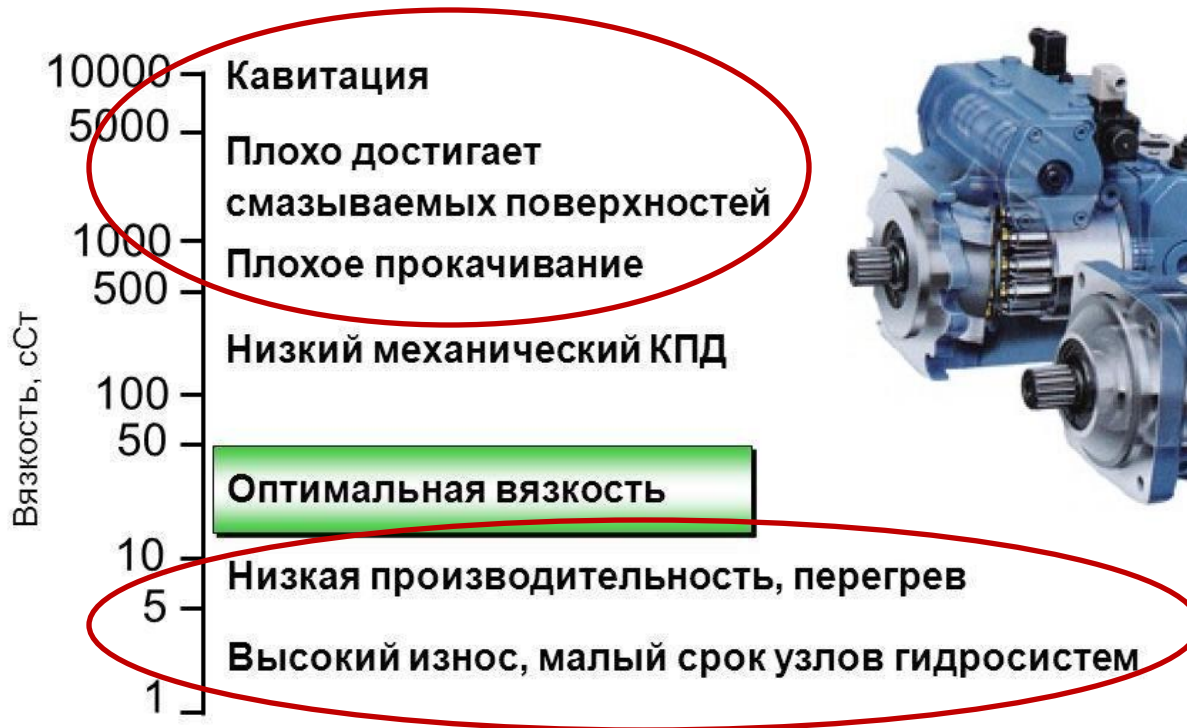 10000
Кавитация
5000
Плохо достигает
смазываемых поверхностей
1000
Плохое прокачивание
500
Низкий механический КПД
100
50
Оптимальная вязкость
10
Низкая производительность, перегрев
5
Высокий износ, малый срок узлов гидросистем
1
Вязкость, сСт